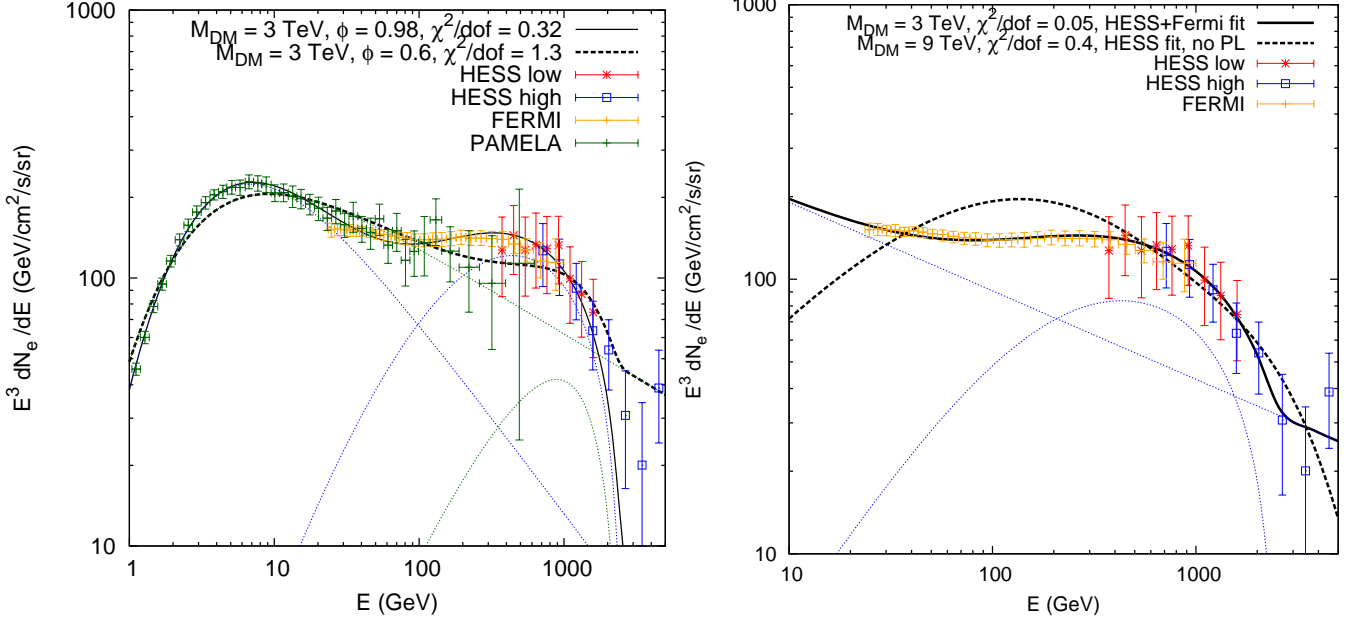 M_DM = 3 TeV, ϕ = 0.98, χ²/dof = 0.32
M_DM = 3 TeV, ϕ = 0.6, χ²/dof = 1.3
HESS low
HESS high
FERMI
PAMELA
E³ dN_e /dE (GeV/cm²/s/sr)
1000
100
10
1 10 100 1000
E (GeV)
M_DM = 3 TeV, χ²/dof = 0.05, HESS+Fermi fit
M_DM = 9 TeV, χ²/dof = 0.4, HESS fit, no PL
HESS low
HESS high
FERMI
E³ dN_e /dE (GeV/cm²/s/sr)
1000
100
10
10 100 1000
E (GeV)